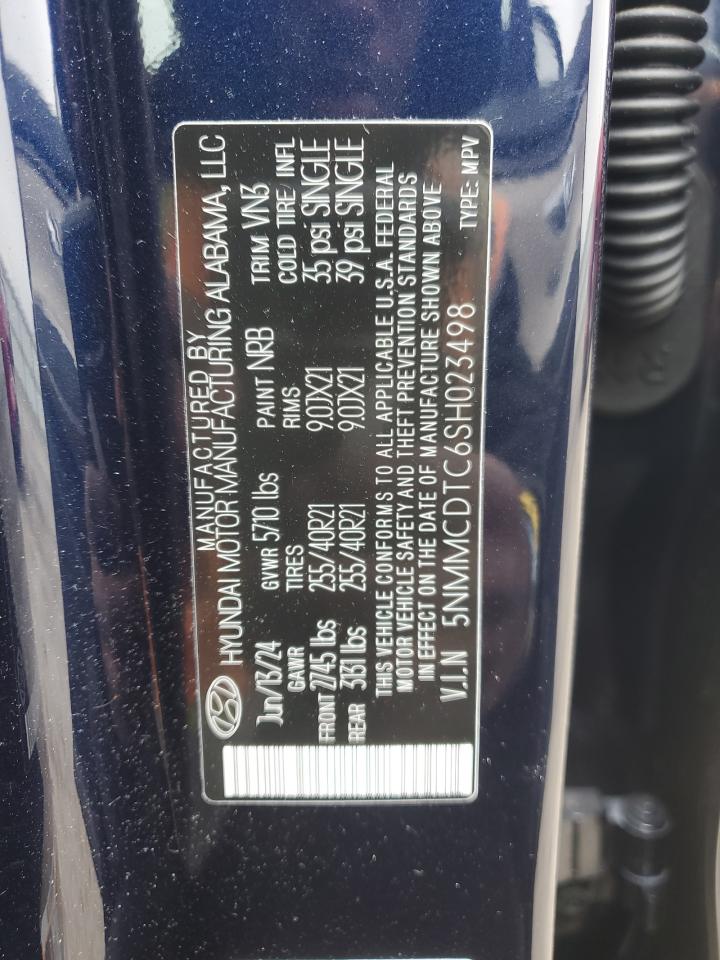 MANUFACTURED BY
HYUNDAI MOTOR MANUFACTURING ALABAMA, LLC
Jun/13/24 GVWR 5710 lbs PAINT NRB TRIM VN3
GAWR TIRES RIMS COLD TIRE INFL
FRONT 2745 lbs 255/40R21 9.0JX21 35 psi SINGLE
REAR 3131 lbs 255/40R21 9.0JX21 39 psi SINGLE
THIS VEHICLE CONFORMS TO ALL APPLICABLE U.S.A. FEDERAL
MOTOR VEHICLE SAFETY AND THEFT PREVENTION STANDARDS
IN EFFECT ON THE DATE OF MANUFACTURE SHOWN ABOVE
V.I.N 5NMMCDTC6SH023498 TYPE: MPV